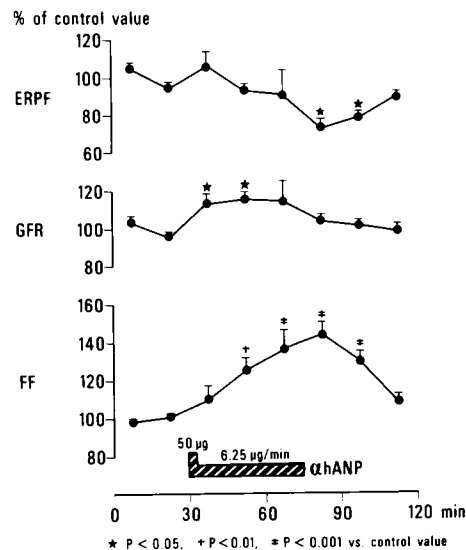 % of control value
120
100
80
60
ERPF
★
★
120
100
80
GFR
★
★
160
140
120
100
80
FF
+
‡
‡
‡
50 µg
6.25 µg/min
αhANP
0 30 60 90 120 min
★ P < 0.05, +P<0.01, ‡ P < 0.001 vs. control value